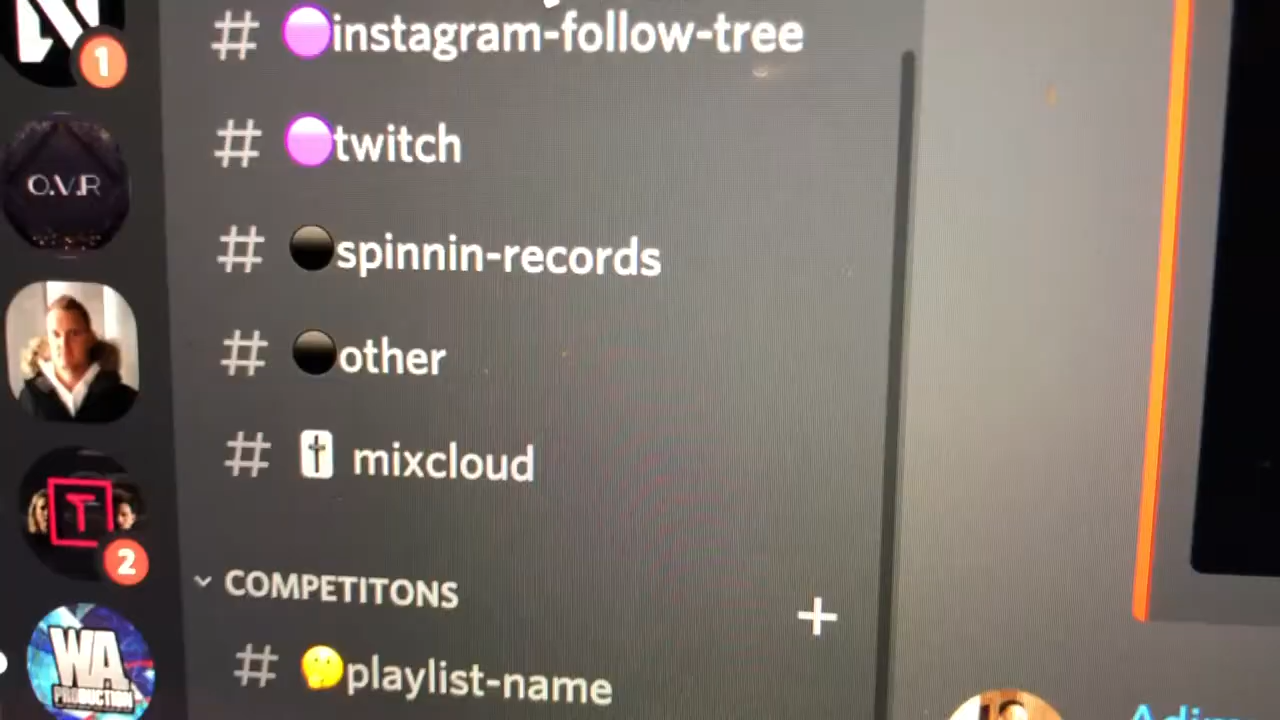 1
# instagram-follow-tree
# twitch
O.V.R
# spinnin-records
# other
# mixcloud
T
2
COMPETITONS
+
WA
PRODUCTION
# playlist-name